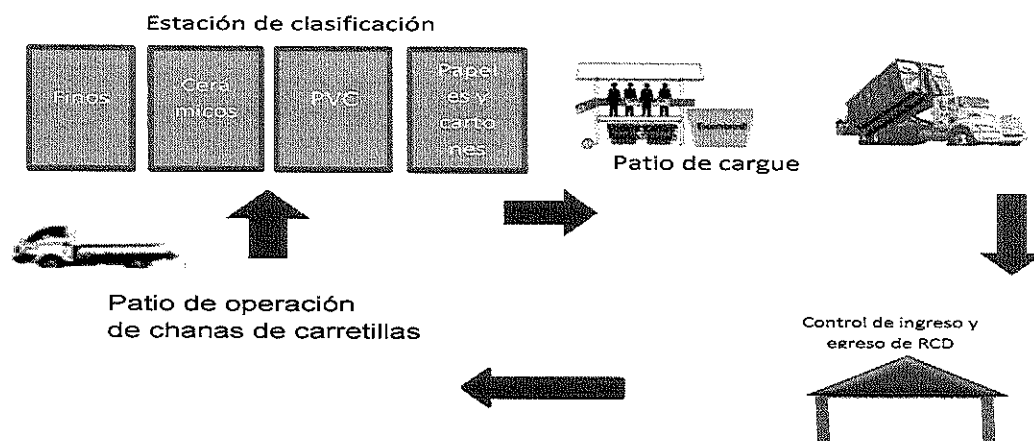 Estación de clasificación
Finos
Cerá
micos
PVC
Papel
es y
carto
nes
Patio de cargue
Patio de operación
de chanas de carretillas
Control de ingreso y
egreso de RCD